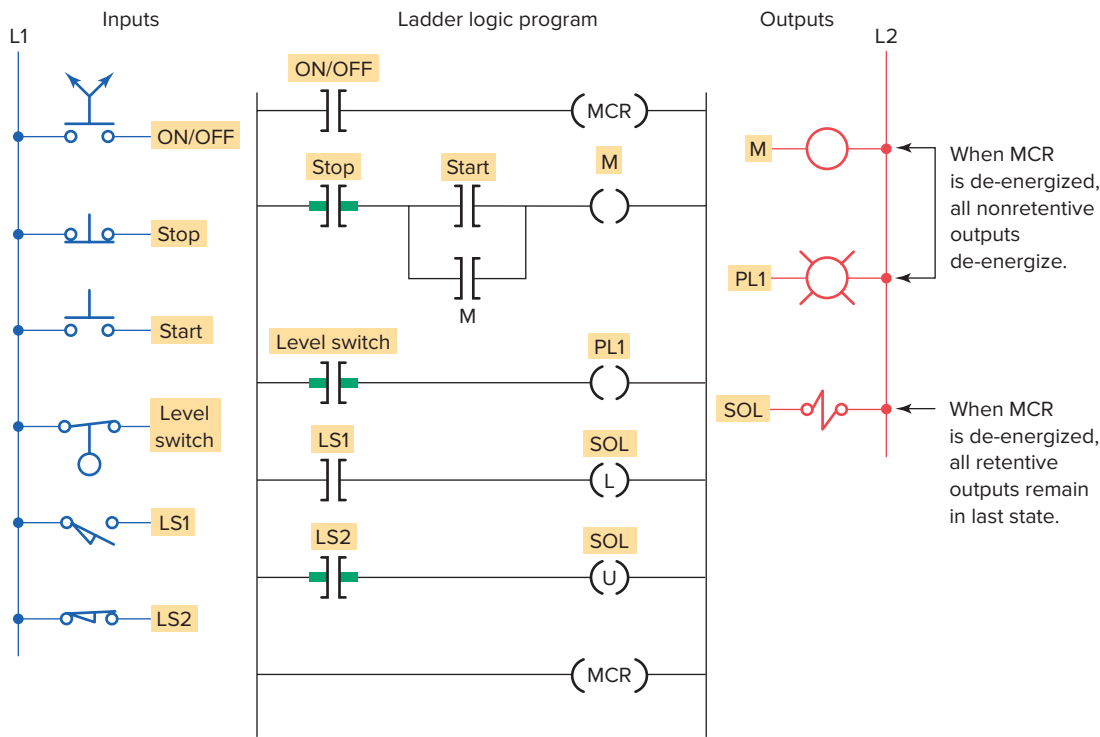 Inputs
Ladder logic program
Outputs
L1
L2
ON/OFF
Stop
Start
Level
switch
LS1
LS2
ON/OFF
MCR
Stop
Start
M
M
Level switch
PL1
LS1
SOL
L
LS2
SOL
U
MCR
M
PL1
SOL
When MCR
is de-energized,
all nonretentive
outputs
de-energize.
When MCR
is de-energized,
all retentive
outputs remain
in last state.